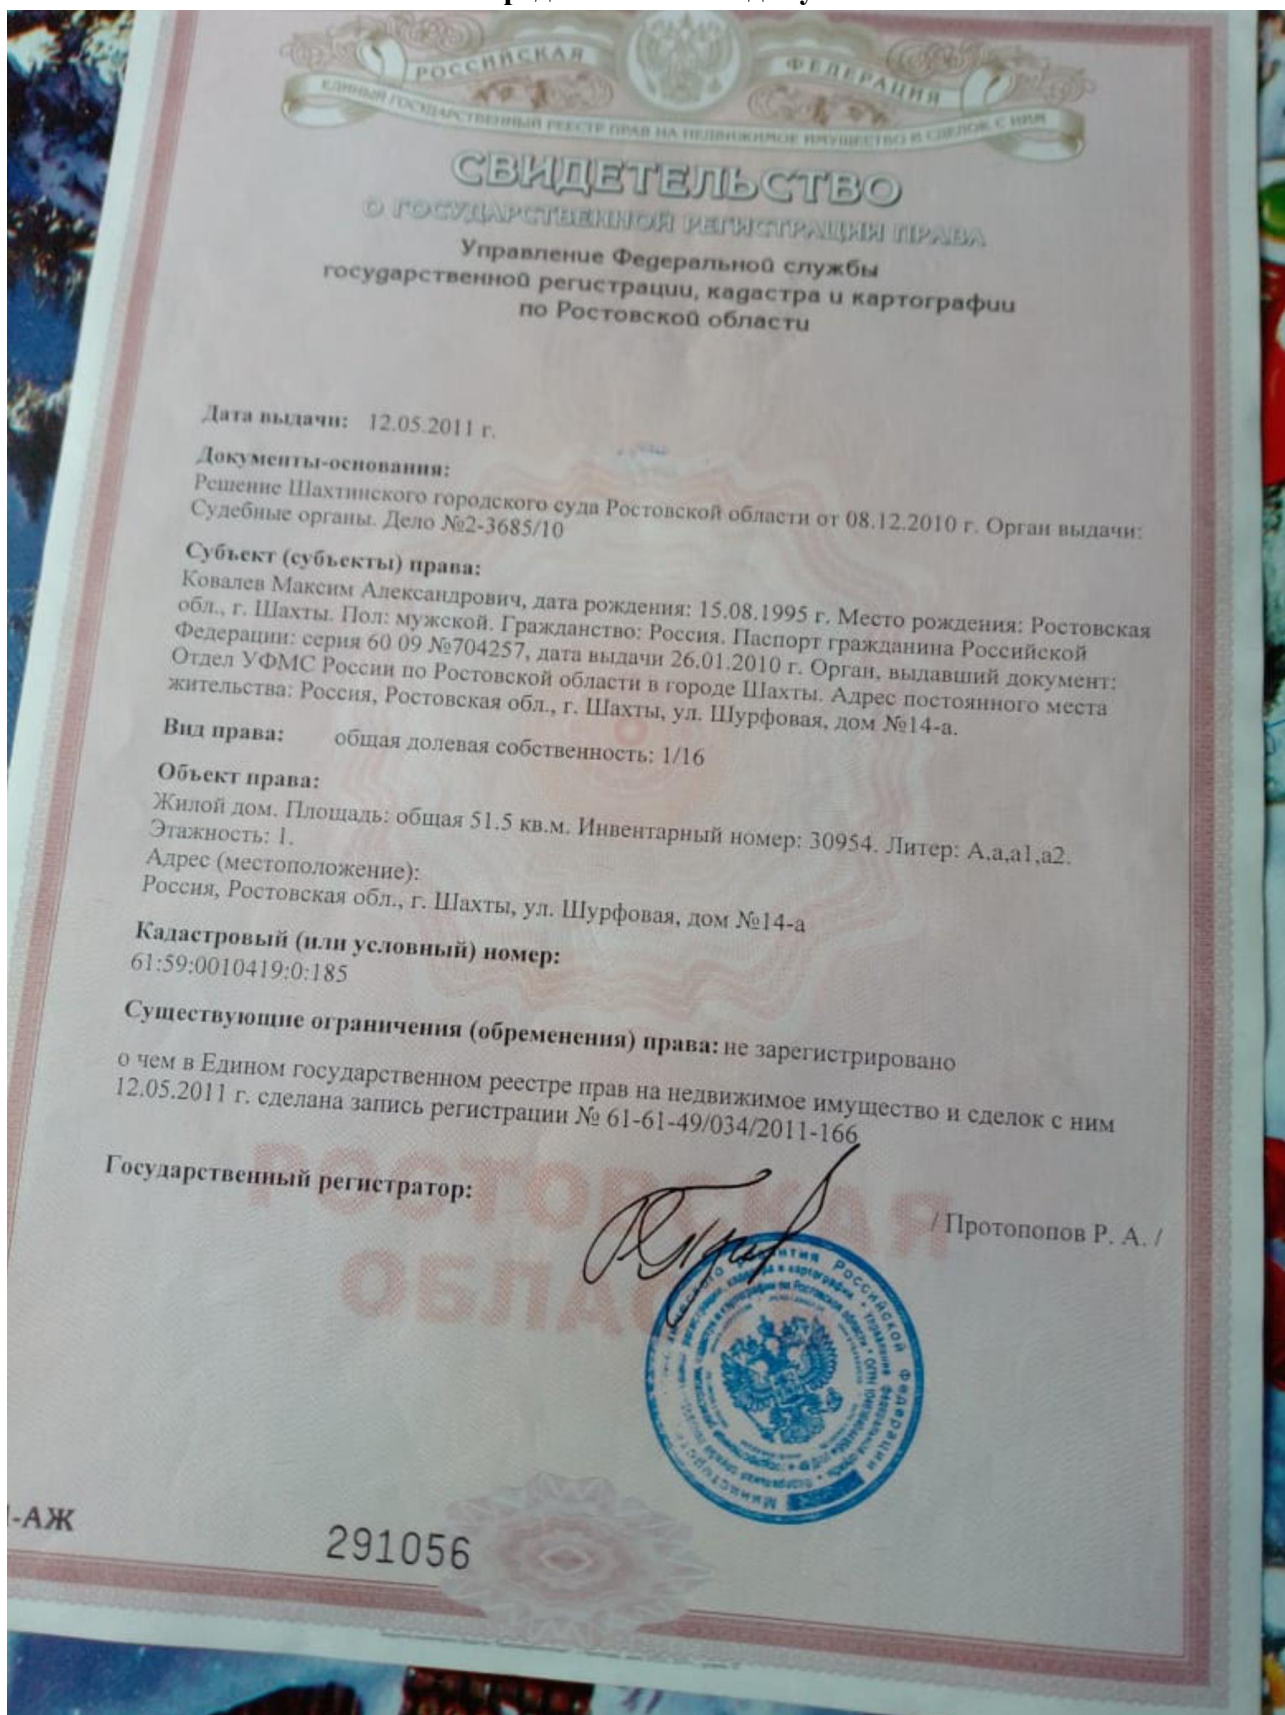 РОССИЙСКАЯ ФЕДЕРАЦИЯ
ЕДИНЫЙ ГОСУДАРСТВЕННЫЙ РЕЕСТР ПРАВ НА НЕДВИЖИМОЕ ИМУЩЕСТВО И СДЕЛОК С НИМ
СВИДЕТЕЛЬСТВО
О ГОСУДАРСТВЕННОЙ РЕГИСТРАЦИИ ПРАВА
Управление Федеральной службы
государственной регистрации, кадастра и картографии
по Ростовской области
Дата выдачи: 12.05.2011 г.
Документы-основания:
Решение Шахтинского городского суда Ростовской области от 08.12.2010 г. Орган выдачи:
Судебные органы. Дело №2-3685/10
Субъект (субъекты) права:
Ковалев Максим Александрович, дата рождения: 15.08.1995 г. Место рождения: Ростовская
обл., г. Шахты. Пол: мужской. Гражданство: Россия. Паспорт гражданина Российской
Федерации: серия 60 09 №704257, дата выдачи 26.01.2010 г. Орган, выдавший документ:
Отдел УФМС России по Ростовской области в городе Шахты. Адрес постоянного места
жительства: Россия, Ростовская обл., г. Шахты, ул. Шурфовая, дом №14-а.
Вид права: общая долевая собственность: 1/16
Объект права:
Жилой дом. Площадь: общая 51.5 кв.м. Инвентарный номер: 30954. Литер: А,а,а1,а2.
Этажность: 1.
Адрес (местоположение):
Россия, Ростовская обл., г. Шахты, ул. Шурфовая, дом №14-а
Кадастровый (или условный) номер:
61:59:0010419:0:185
Существующие ограничения (обременения) права: не зарегистрировано
о чем в Едином государственном реестре прав на недвижимое имущество и сделок с ним
12.05.2011 г. сделана запись регистрации № 61-61-49/034/2011-166
Государственный регистратор:
/ Протопопов Р. А. /
-АЖ
291056